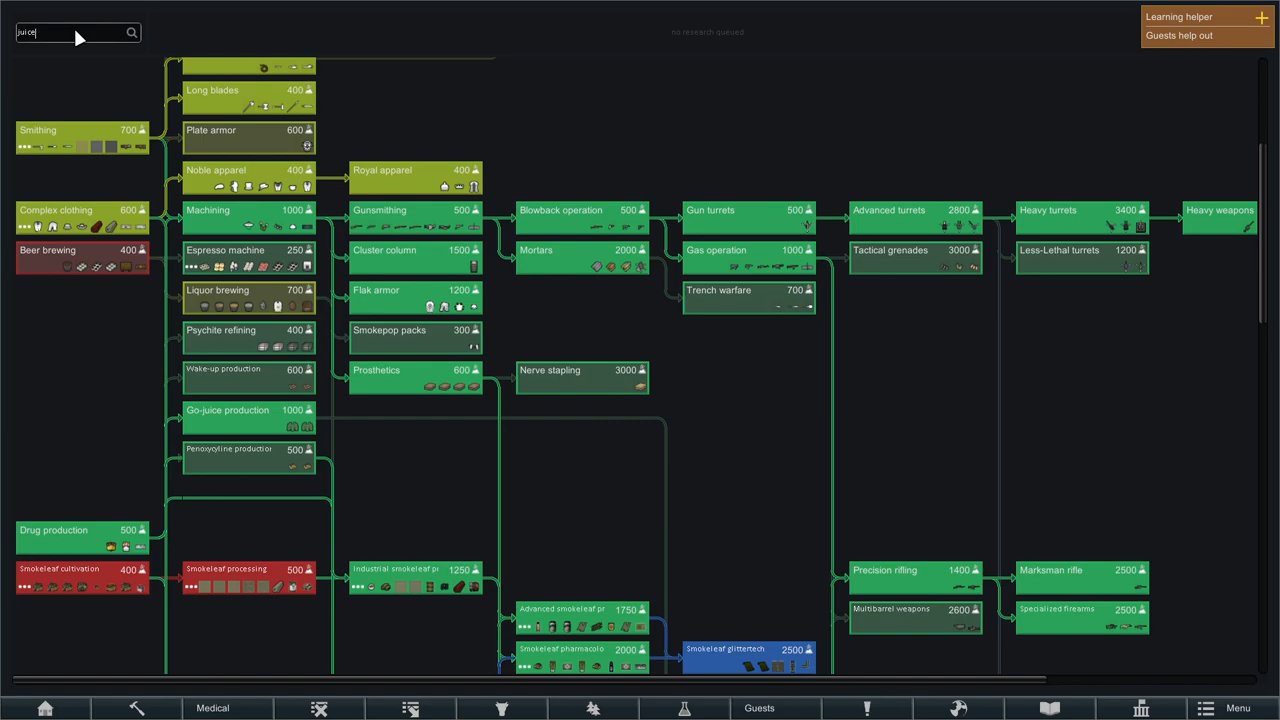 juice
no research queued
Learning helper
Guests help out
Long blades 400
Smithing 700
Plate armor 600
Noble apparel 400
Royal apparel 400
Complex clothing 600
Machining 1000
Gunsmithing 500
Blowback operation 500
Gun turrets 500
Advanced turrets 2800
Heavy turrets 3400
Heavy weapons
Beer brewing 400
Espresso machine 250
Cluster column 1500
Mortars 2000
Gas operation 1000
Tactical grenades 3000
Less-Lethal turrets 1200
Liquor brewing 700
Flak armor 1200
Trench warfare 700
Psychite refining 400
Smokepop packs 300
Wake-up production 600
Prosthetics 600
Nerve stapling 3000
Go-juice production 1000
Penoxycyline production 500
Drug production 500
Smokeleaf cultivation 400
Smokeleaf processing 500
Industrial smokeleaf pr 1250
Precision rifling 1400
Marksman rifle 2500
Advanced smokeleaf pr 1750
Multibarrel weapons 2600
Specialized firearms 2500
Smokeleaf pharmacolo 2000
Smokeleaf glittertech 2500
Medical
Guests
Menu